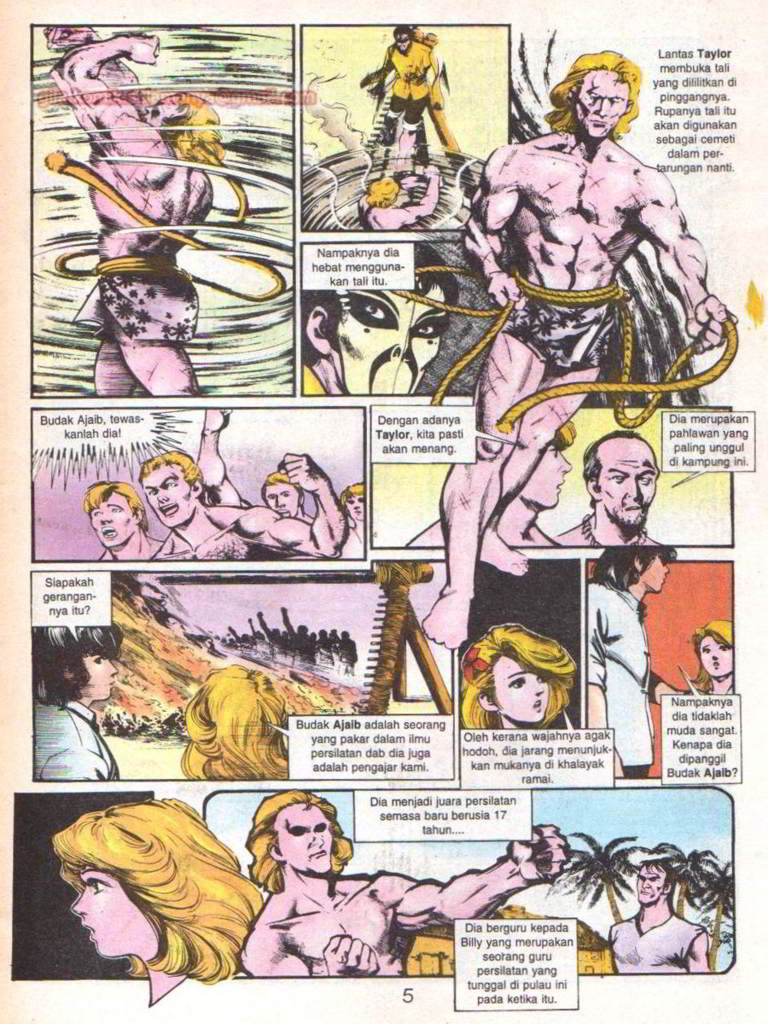 Lantas Taylor
membuka tali
yang dililitkan di
pinggangnya.
Rupanya tali itu
akan digunakan
sebagai cemeti
dalam per-
tarungan nanti.
Nampaknya dia
hebat mengguna-
kan tali itu.
Budak Ajaib, tewas-
kanlah dia!
Dengan adanya
Taylor, kita pasti
akan menang.
Dia merupakan
pahlawan yang
paling unggul
di kampung ini.
Siapakah
gerangan-
nya itu?
Budak Ajaib adalah seorang
yang pakar dalam ilmu
persilatan dab dia juga
adalah pengajar kami.
Oleh kerana wajahnya agak
hodoh, dia jarang menunjuk-
kan mukanya di khalayak
ramai.
Nampaknya
dia tidaklah
muda sangat.
Kenapa dia
dipanggil
Budak Ajaib?
Dia menjadi juara persilatan
semasa baru berusia 17
tahun....
Dia berguru kepada
Billy yang merupakan
seorang guru
persilatan yang
tunggal di pulau ini
pada ketika itu.
5